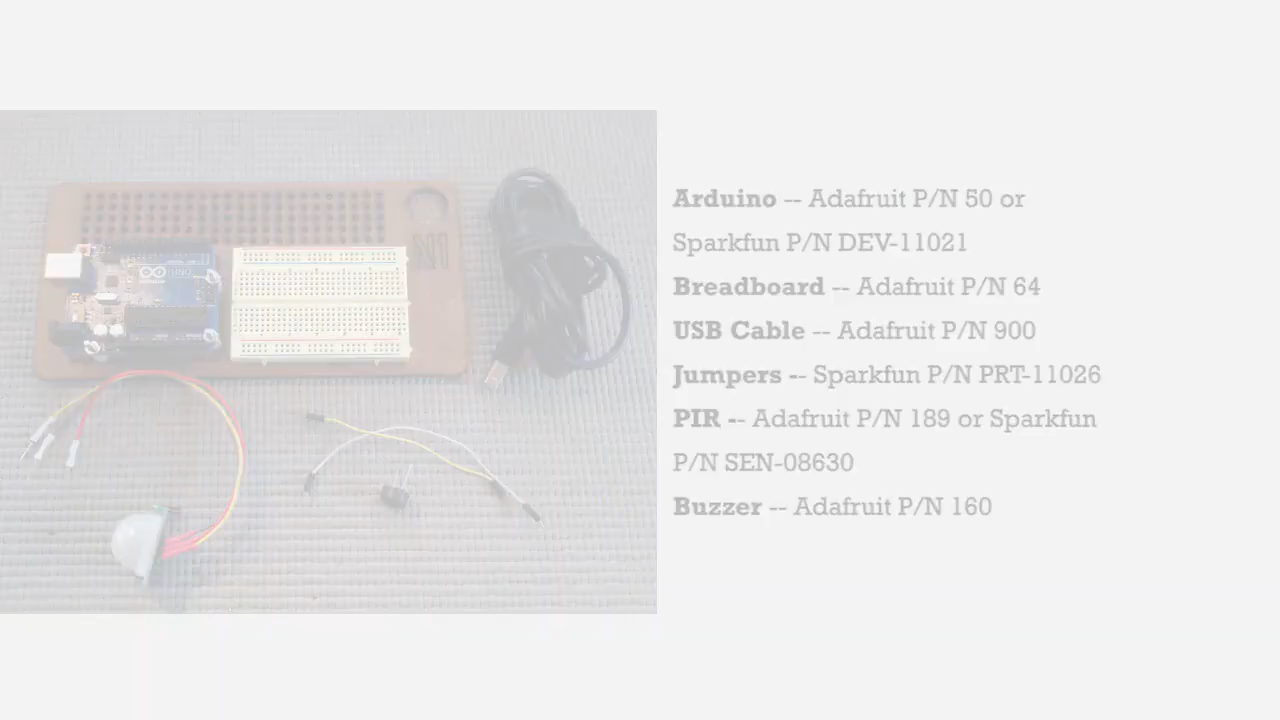 Arduino -- Adafruit P/N 50 or
Sparkfun P/N DEV-11021
Breadboard -- Adafruit P/N 64
USB Cable -- Adafruit P/N 900
Jumpers -- Sparkfun P/N PRT-11026
PIR -- Adafruit P/N 189 or Sparkfun
P/N SEN-08630
Buzzer -- Adafruit P/N 160
UNO